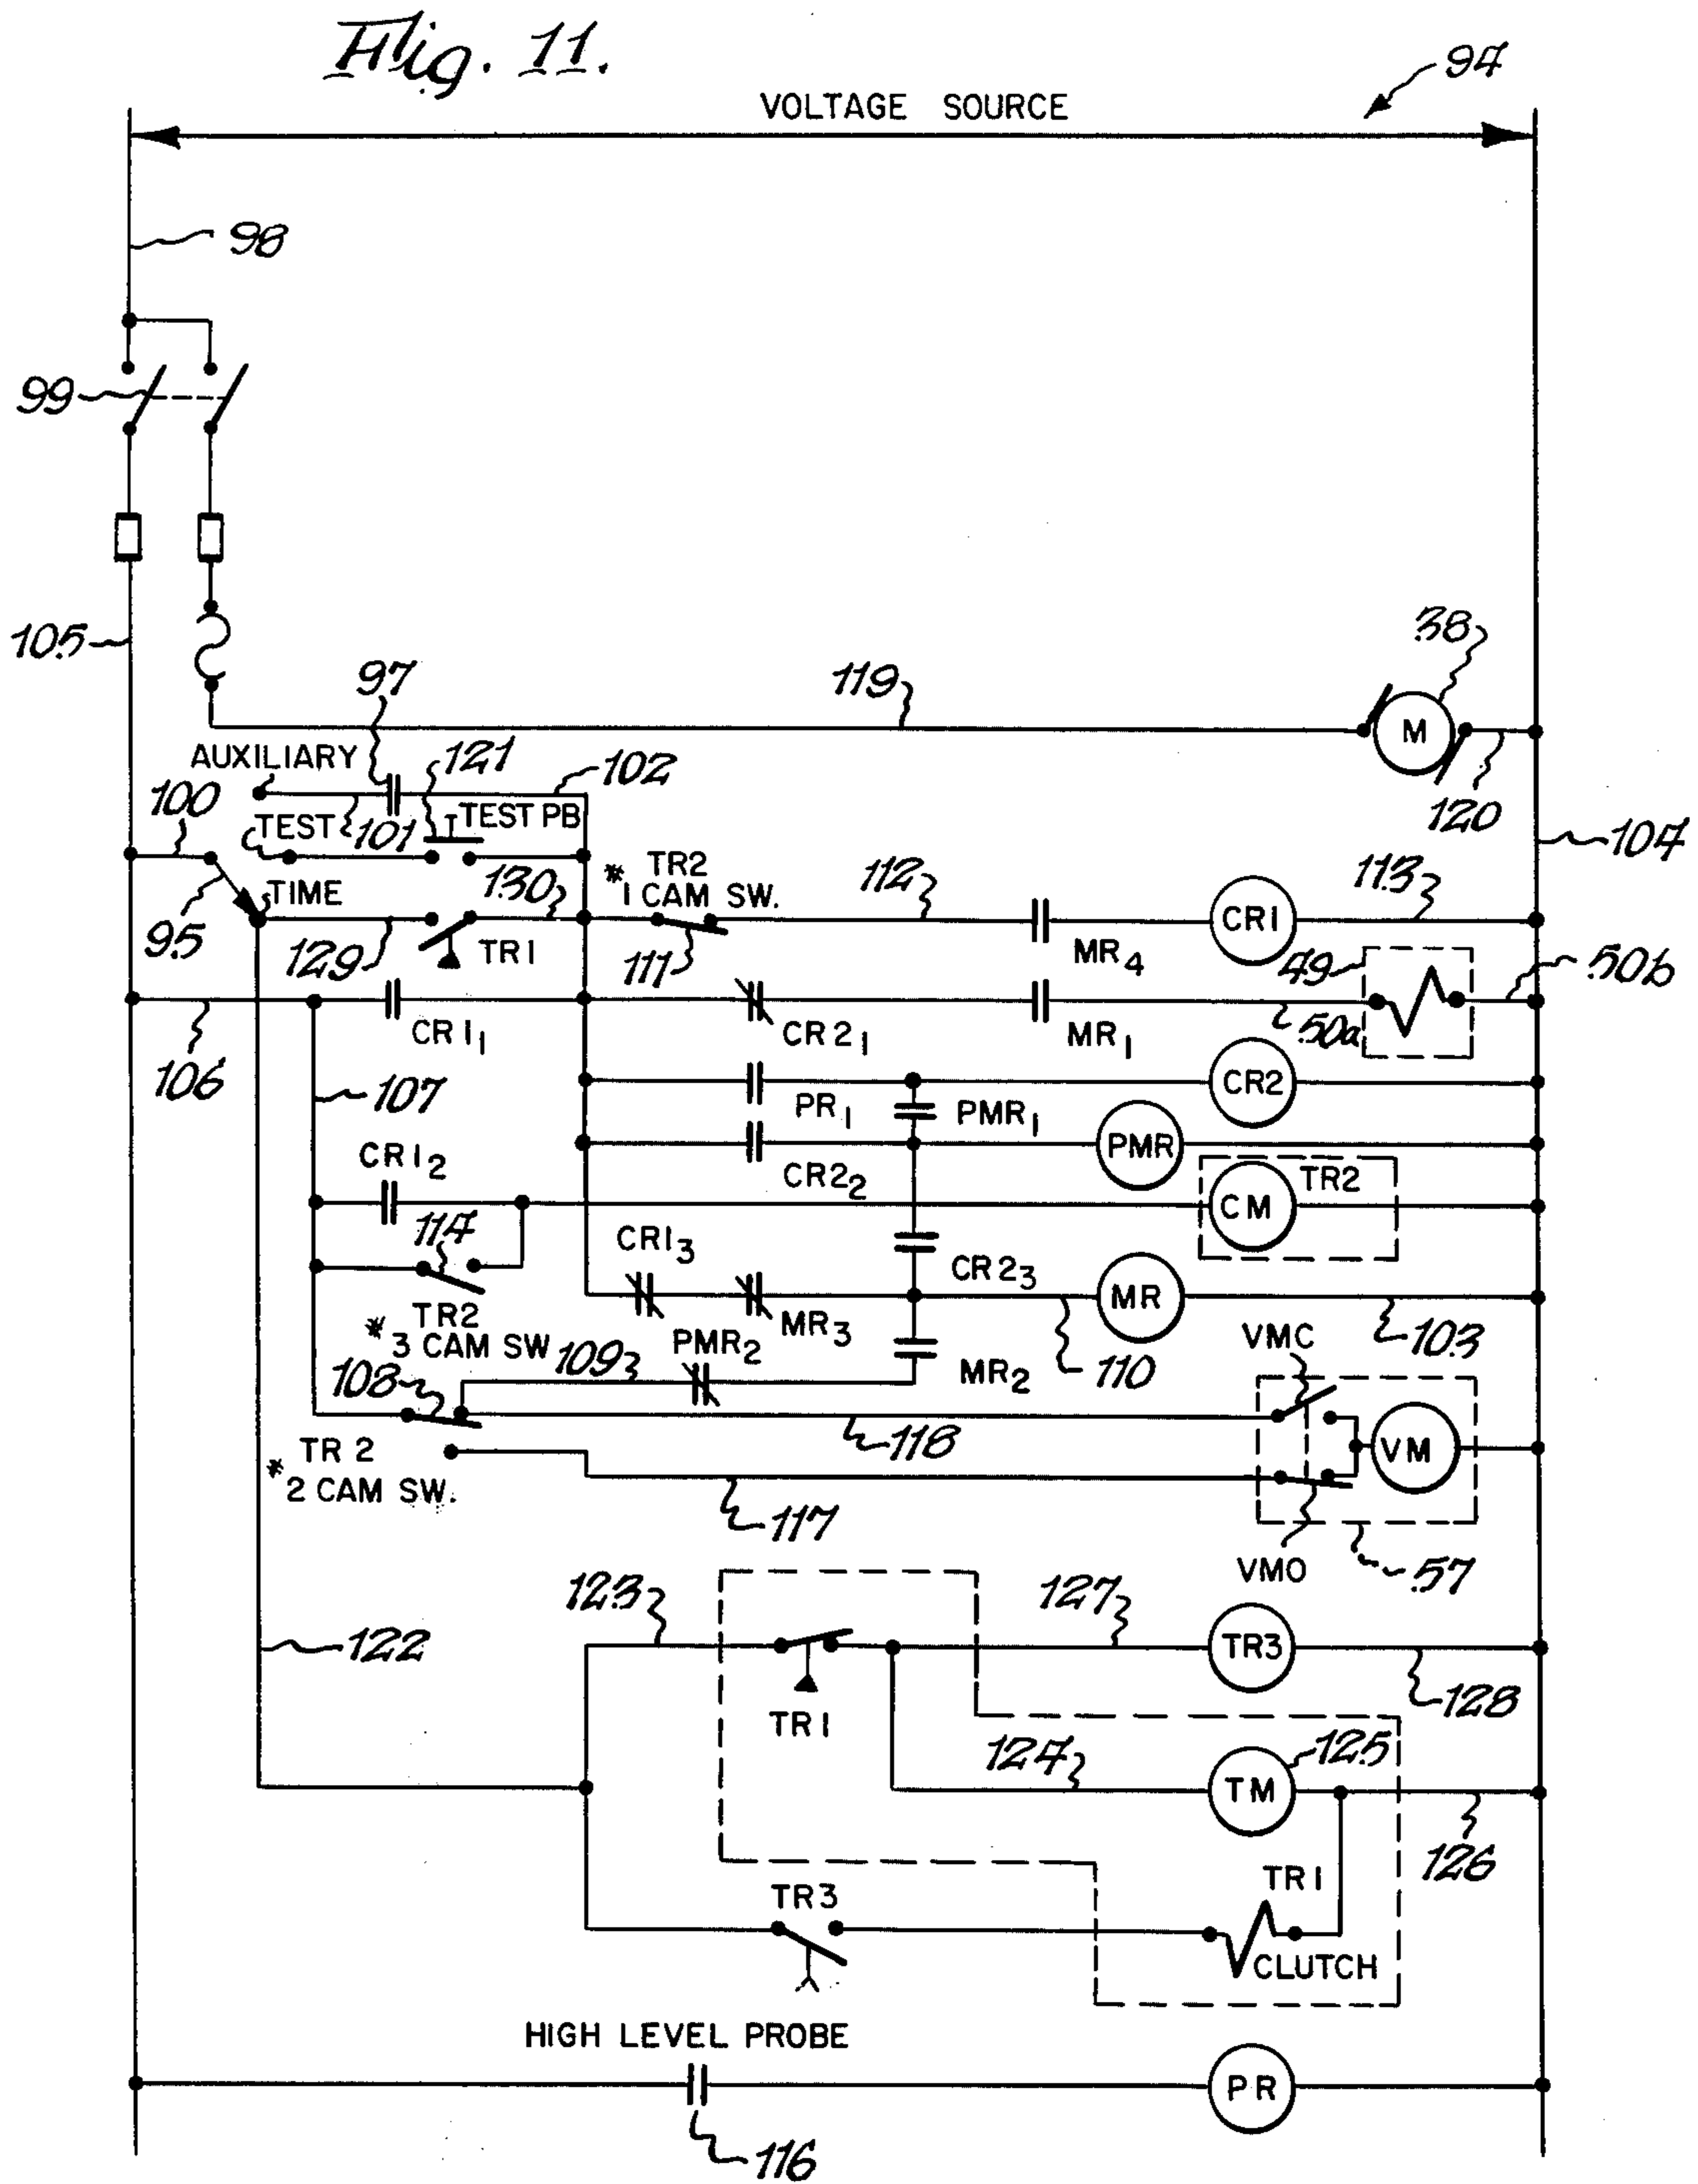 Fig. 11.
94
VOLTAGE SOURCE
98
99
105
38
M
119
97
AUXILIARY
121
102
120
100
TEST
101
TEST PB
104
95
TIME
130
TR2
*1 CAM SW.
112
113
CR1
129
TR1
111
MR4
49
50b
CR11
CR21
MR1
50a
106
107
PR1
PMR1
CR2
CR12
CR22
PMR
TR2
CM
114
CR13
CR23
TR2
*3 CAM SW
MR3
MR
PMR2
109
110
103
VMC
108
MR2
118
VM
TR 2
*2 CAM SW.
117
VMO
57
123
127
TR3
122
TR1
128
124
125
TM
126
TR3
TR1
CLUTCH
HIGH LEVEL PROBE
PR
116